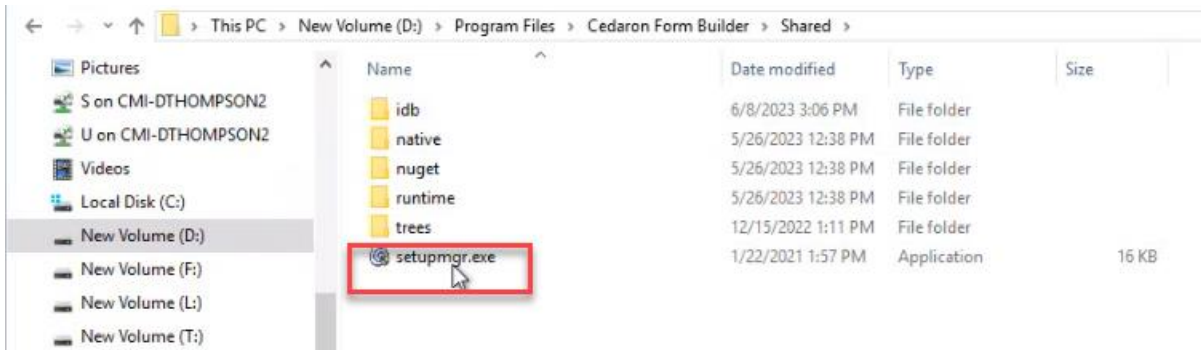 This PC > New Volume (D:) > Program Files > Cedaron Form Builder > Shared >
Pictures
S on CMI-DTHOMPSON2
U on CMI-DTHOMPSON2
Videos
Local Disk (C:)
New Volume (D:)
New Volume (F:)
New Volume (L:)
New Volume (T:)
Name Date modified Type Size
idb 6/8/2023 3:06 PM File folder
native 5/26/2023 12:38 PM File folder
nuget 5/26/2023 12:38 PM File folder
runtime 5/26/2023 12:38 PM File folder
trees 12/15/2022 1:11 PM File folder
setupmgr.exe 1/22/2021 1:57 PM Application 16 KB